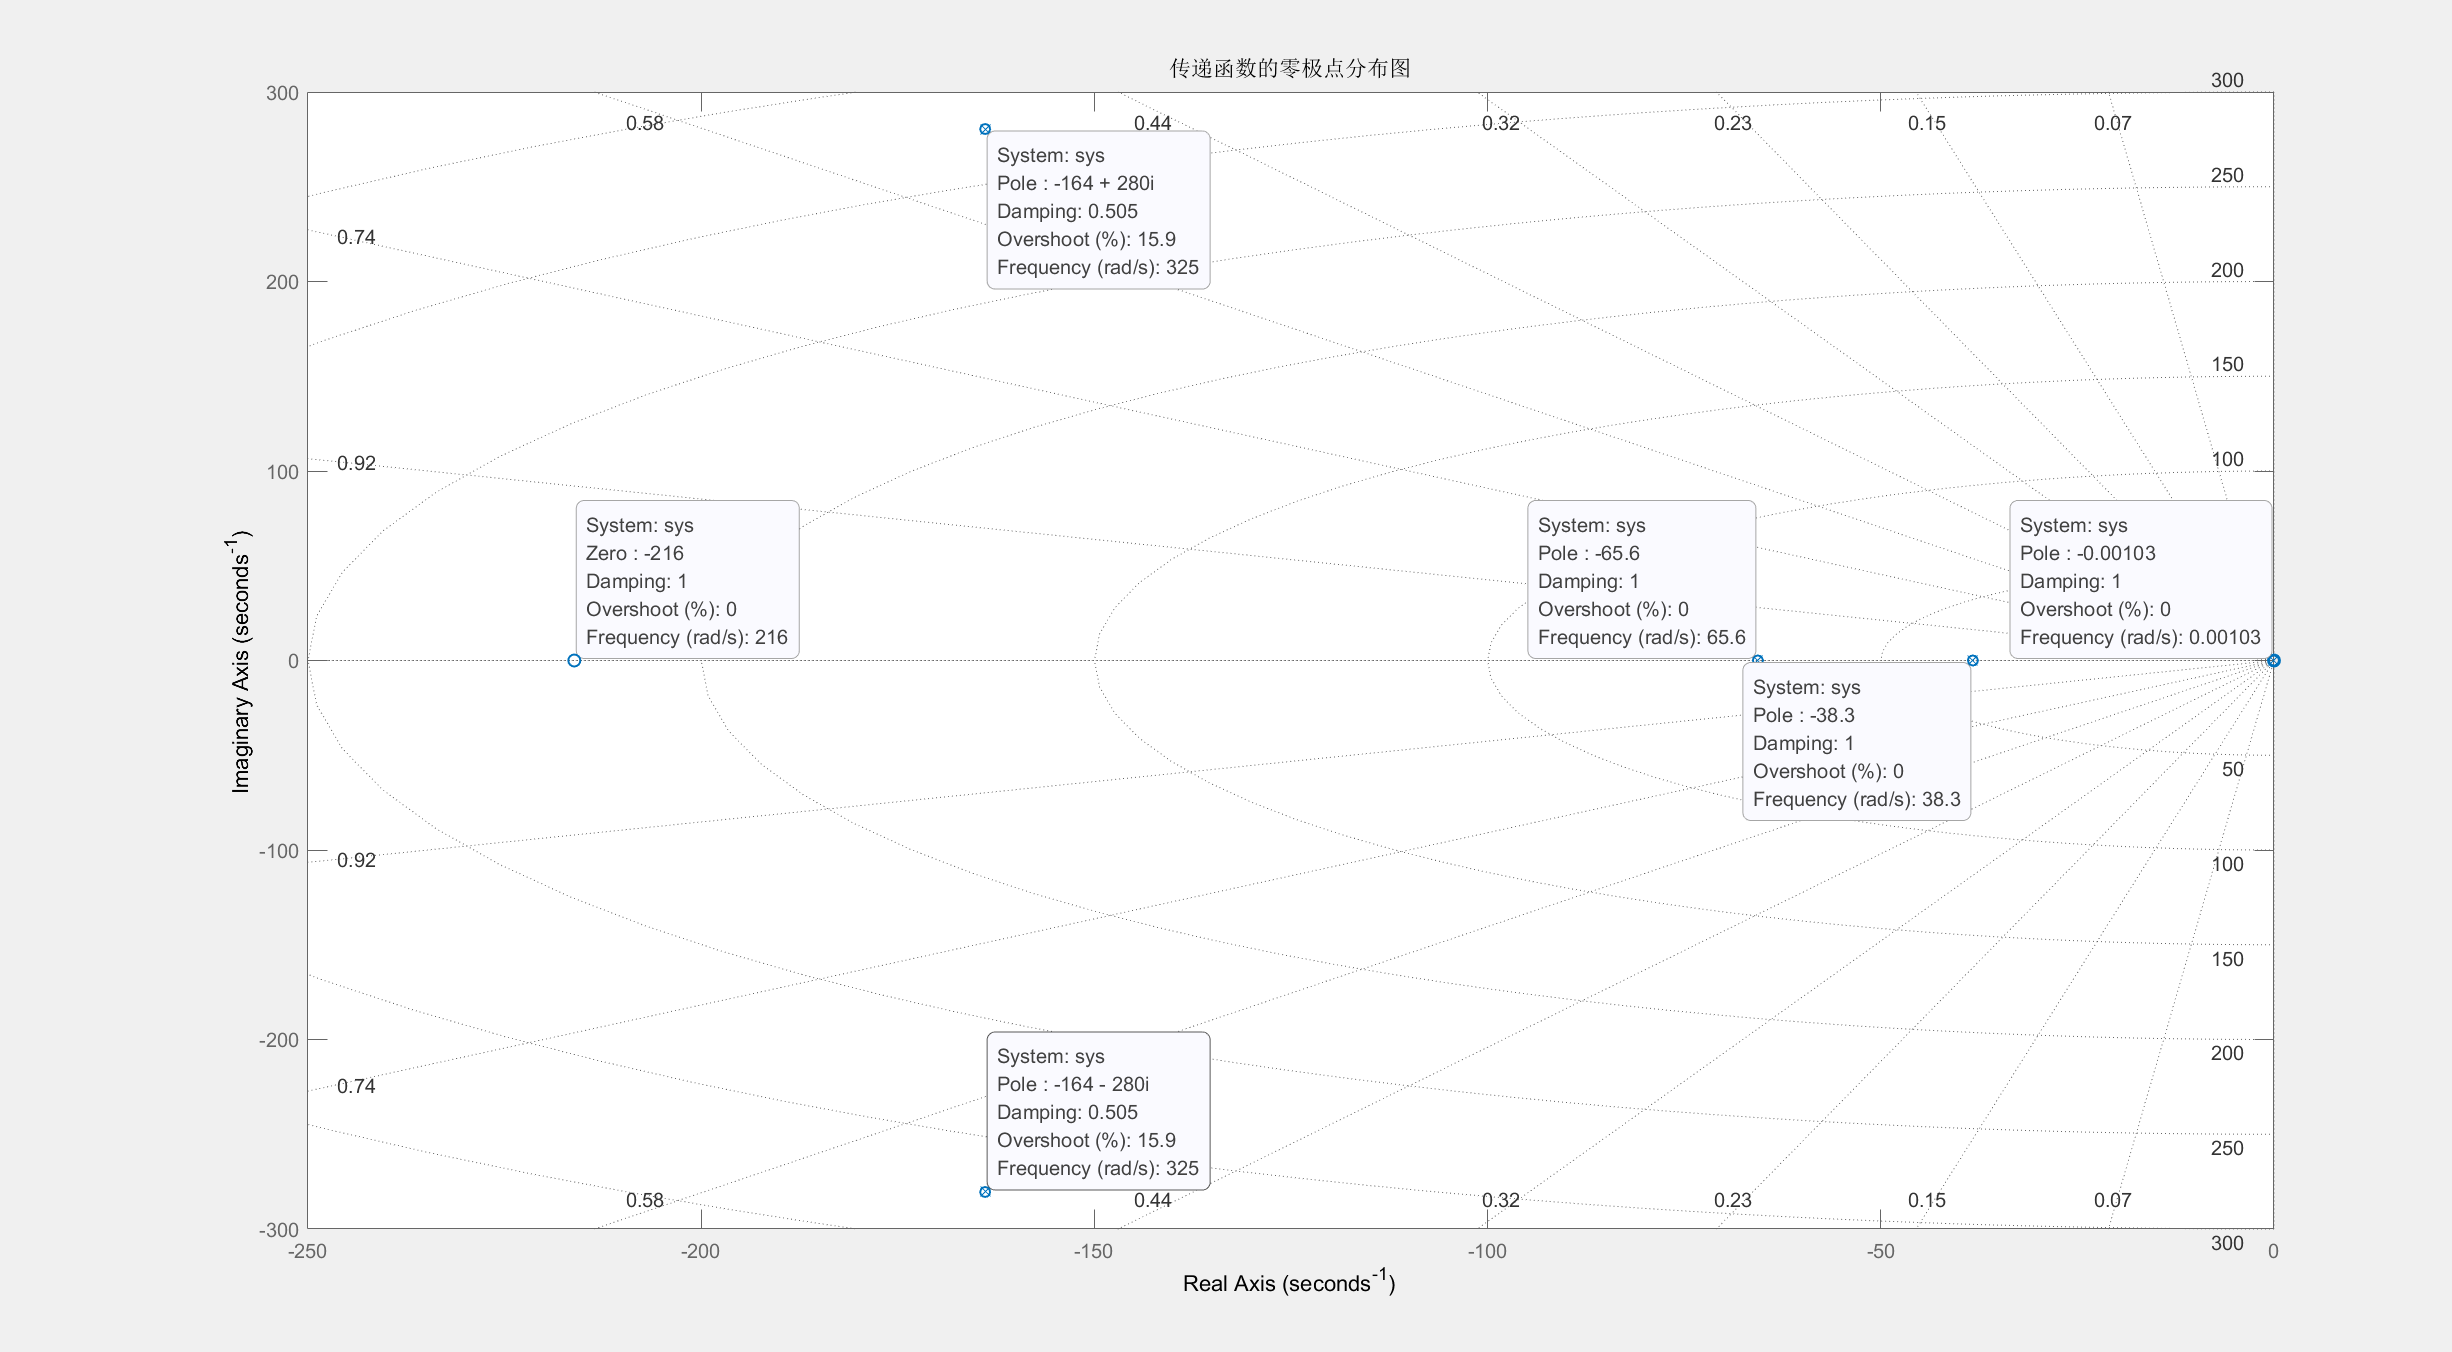 传递函数的零极点分布图
300
300
0.58
0.44
0.32
0.23
0.15
0.07
System: sys
Pole : -164 + 280i
Damping: 0.505
Overshoot (%): 15.9
Frequency (rad/s): 325
250
0.74
200
200
150
100
0.92
100
System: sys
Zero : -216
Damping: 1
Overshoot (%): 0
Frequency (rad/s): 216
System: sys
Pole : -65.6
Damping: 1
Overshoot (%): 0
Frequency (rad/s): 65.6
System: sys
Pole : -0.00103
Damping: 1
Overshoot (%): 0
Frequency (rad/s): 0.00103
Imaginary Axis (seconds-1)
0
System: sys
Pole : -38.3
Damping: 1
Overshoot (%): 0
Frequency (rad/s): 38.3
50
-100
0.92
100
150
-200
200
System: sys
Pole : -164 - 280i
Damping: 0.505
Overshoot (%): 15.9
Frequency (rad/s): 325
0.74
250
0.58
0.44
0.32
0.23
0.15
0.07
-300
300
-250
-200
-150
-100
-50
0
Real Axis (seconds-1)